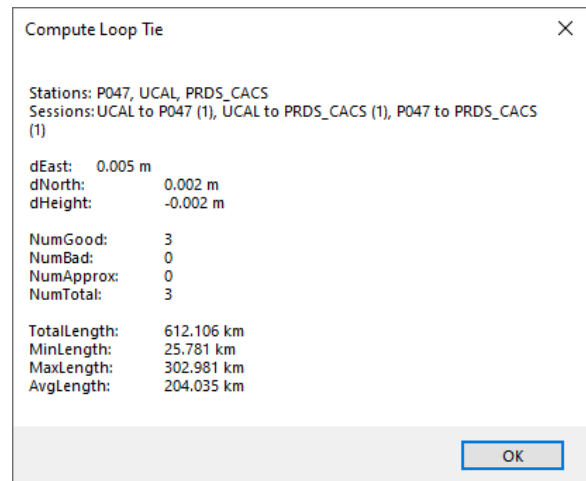 Compute Loop Tie
Stations: P047, UCAL, PRDS_CACS
Sessions: UCAL to P047 (1), UCAL to PRDS_CACS (1), P047 to PRDS_CACS
(1)
dEast: 0.005 m
dNorth: 0.002 m
dHeight: -0.002 m
NumGood: 3
NumBad: 0
NumApprox: 0
NumTotal: 3
TotalLength: 612.106 km
MinLength: 25.781 km
MaxLength: 302.981 km
AvgLength: 204.035 km
OK